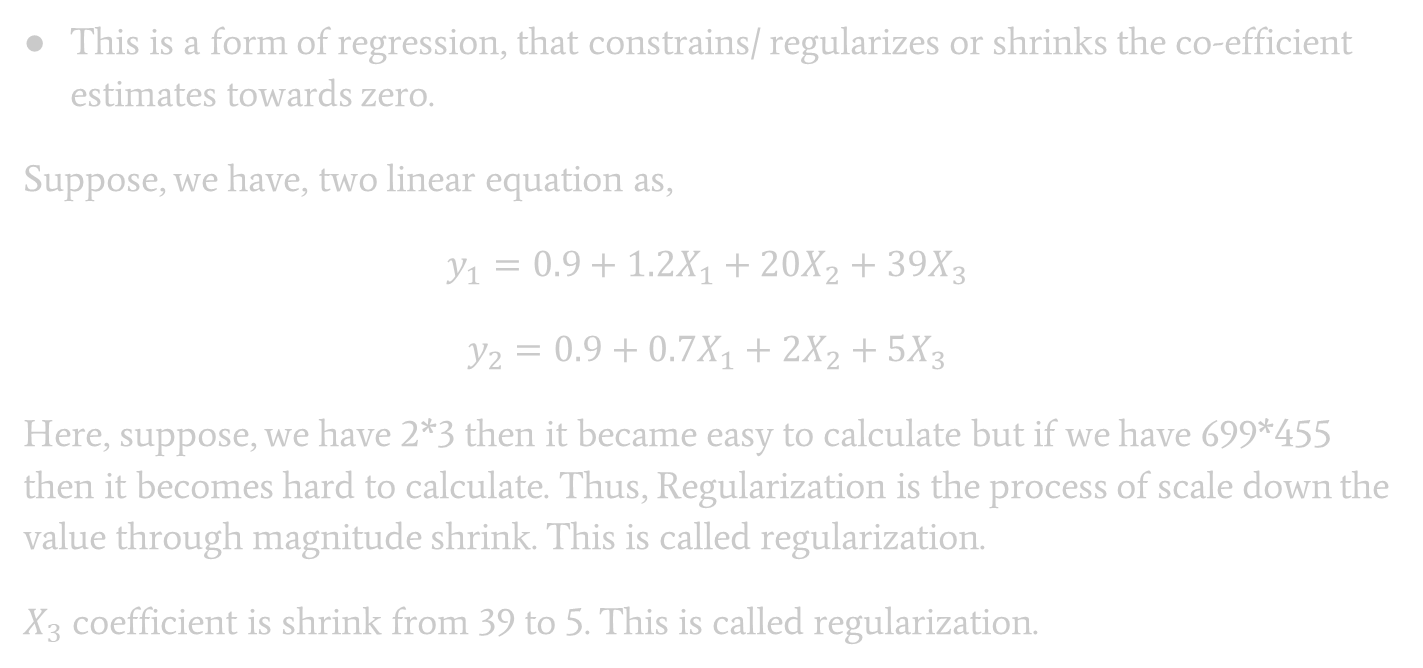 ● This is a form of regression, that constrains/ regularizes or shrinks the co-efficient
estimates towards zero.
Suppose, we have, two linear equation as,
y₁ = 0.9 + 1.2X₁ + 20X₂ + 39X₃
y₂ = 0.9 + 0.7X₁ + 2X₂ + 5X₃
Here, suppose, we have 2*3 then it became easy to calculate but if we have 699*455
then it becomes hard to calculate. Thus, Regularization is the process of scale down the
value through magnitude shrink. This is called regularization.
X₃ coefficient is shrink from 39 to 5. This is called regularization.